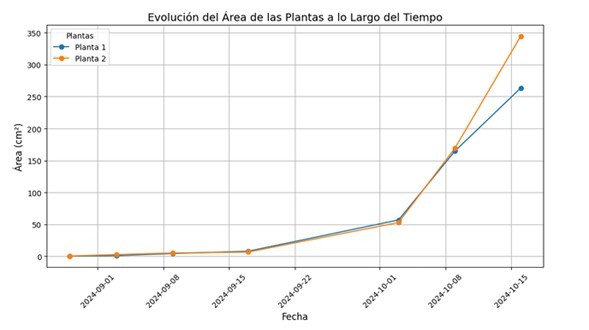 Evolución del Área de las Plantas a lo Largo del Tiempo
Plantas
Planta 1
Planta 2
Área (cm²)
350
300
250
200
150
100
50
0
2024-09-01
2024-09-08
2024-09-15
2024-09-22
2024-10-01
2024-10-08
2024-10-15
Fecha